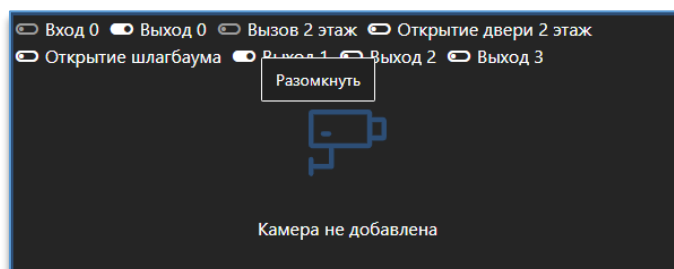 Вход 0 Выход 0 Вызов 2 этаж Открытие двери 2 этаж
Открытие шлагбаума Выход 1 Выход 2 Выход 3
Разомкнуть
Камера не добавлена